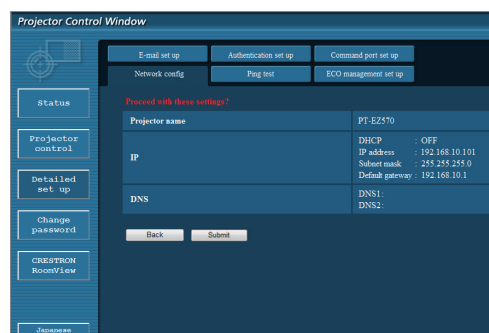 Projector Control Window
E-mail set up
Authentication set up
Command port set up
Network config
Ping test
ECO management set up
Status
Projector
control
Detailed
set up
Change
password
CRESTRON
RoomView
Japanese
Proceed with these settings?
Projector name
PT-EZ570
IP
DHCP : OFF
IP address : 192.168.10.101
Subnet mask : 255.255.255.0
Default gateway : 192.168.10.1
DNS
DNS1:
DNS2:
Back
Submit